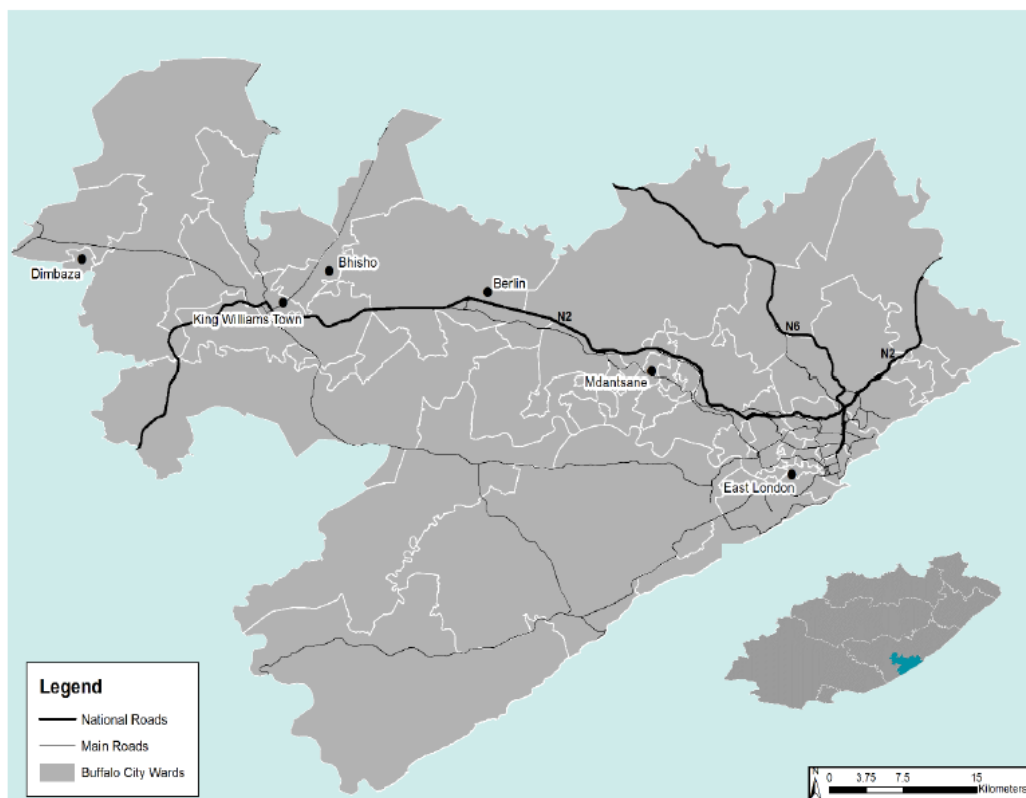 Bhisho
Dimbaza
Berlin
King Williams Town
N2
N6
N2
Mdantsane
East London
Legend
National Roads
Main Roads
Buffalo City Wards
N
0 3.75 7.5 15
Kilometers